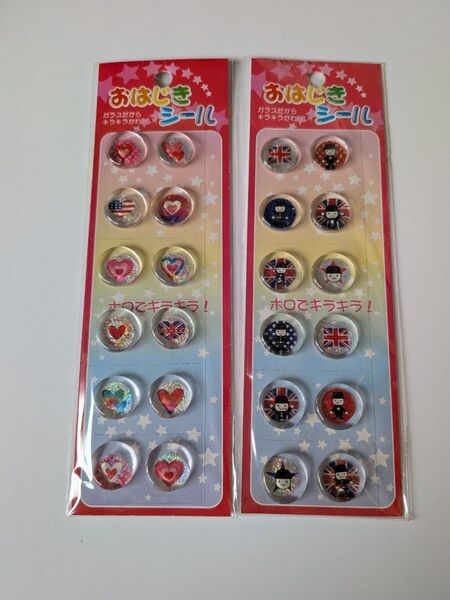 おはじき
ガラスだから
キラキラかわいい
シール
ホロでキラキラ!
おはじき
ガラスだから
キラキラかわいい
シール
ホロでキラキラ!